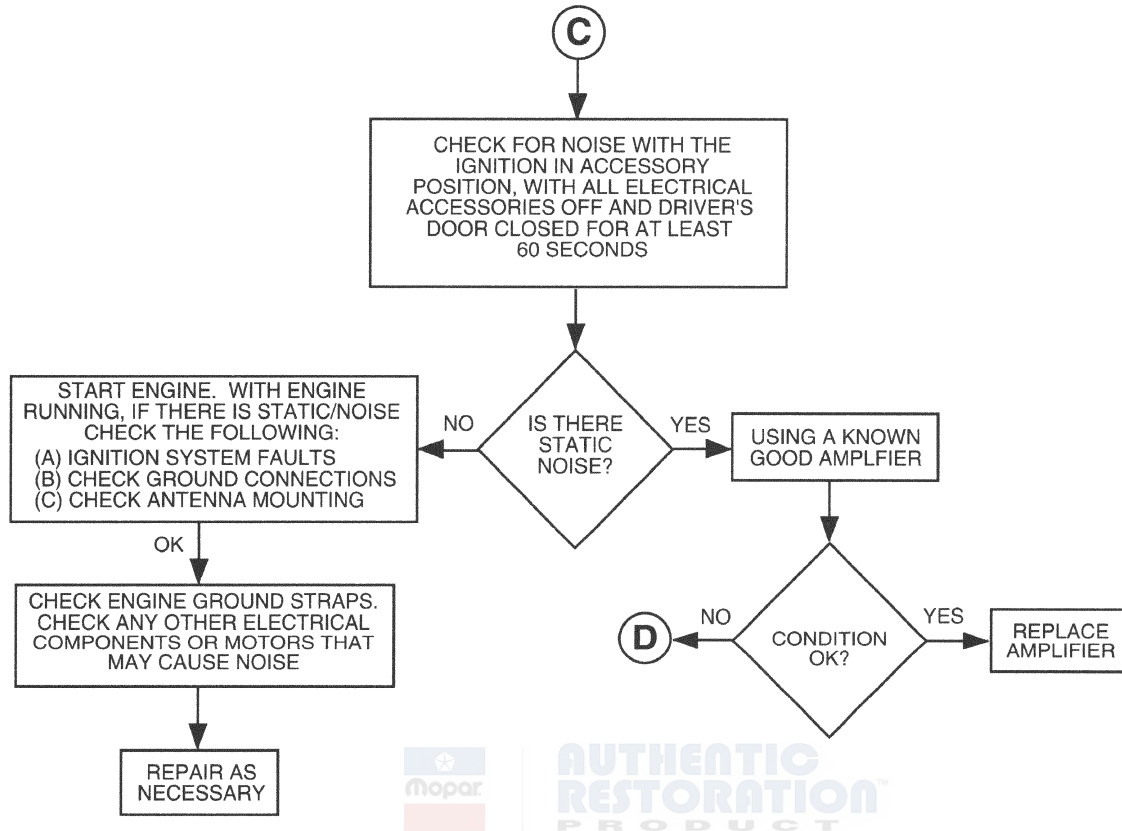 C
CHECK FOR NOISE WITH THE
IGNITION IN ACCESSORY
POSITION, WITH ALL ELECTRICAL
ACCESSORIES OFF AND DRIVER'S
DOOR CLOSED FOR AT LEAST
60 SECONDS
IS THERE
STATIC
NOISE?
NO
START ENGINE. WITH ENGINE
RUNNING, IF THERE IS STATIC/NOISE
CHECK THE FOLLOWING:
(A) IGNITION SYSTEM FAULTS
(B) CHECK GROUND CONNECTIONS
(C) CHECK ANTENNA MOUNTING
OK
CHECK ENGINE GROUND STRAPS.
CHECK ANY OTHER ELECTRICAL
COMPONENTS OR MOTORS THAT
MAY CAUSE NOISE
REPAIR AS
NECESSARY
YES
USING A KNOWN
GOOD AMPLFIER
CONDITION
OK?
NO
D
YES
REPLACE
AMPLIFIER
Mopar
AUTHENTIC
RESTORATION™
PRODUCT